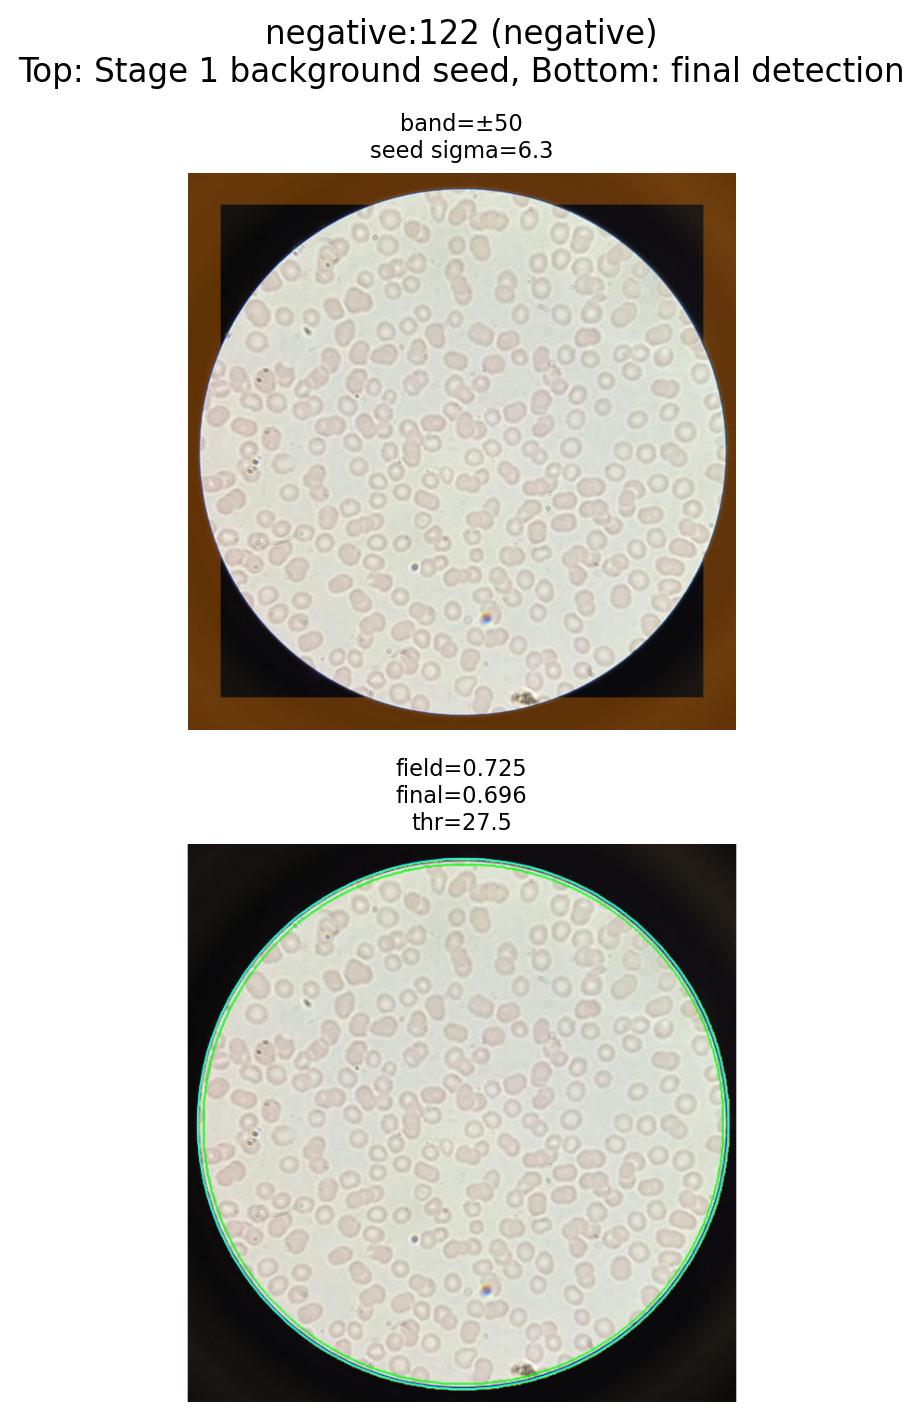 negative:122 (negative)
Top: Stage 1 background seed, Bottom: final detection
band=±50
seed sigma=6.3
field=0.725
final=0.696
thr=27.5